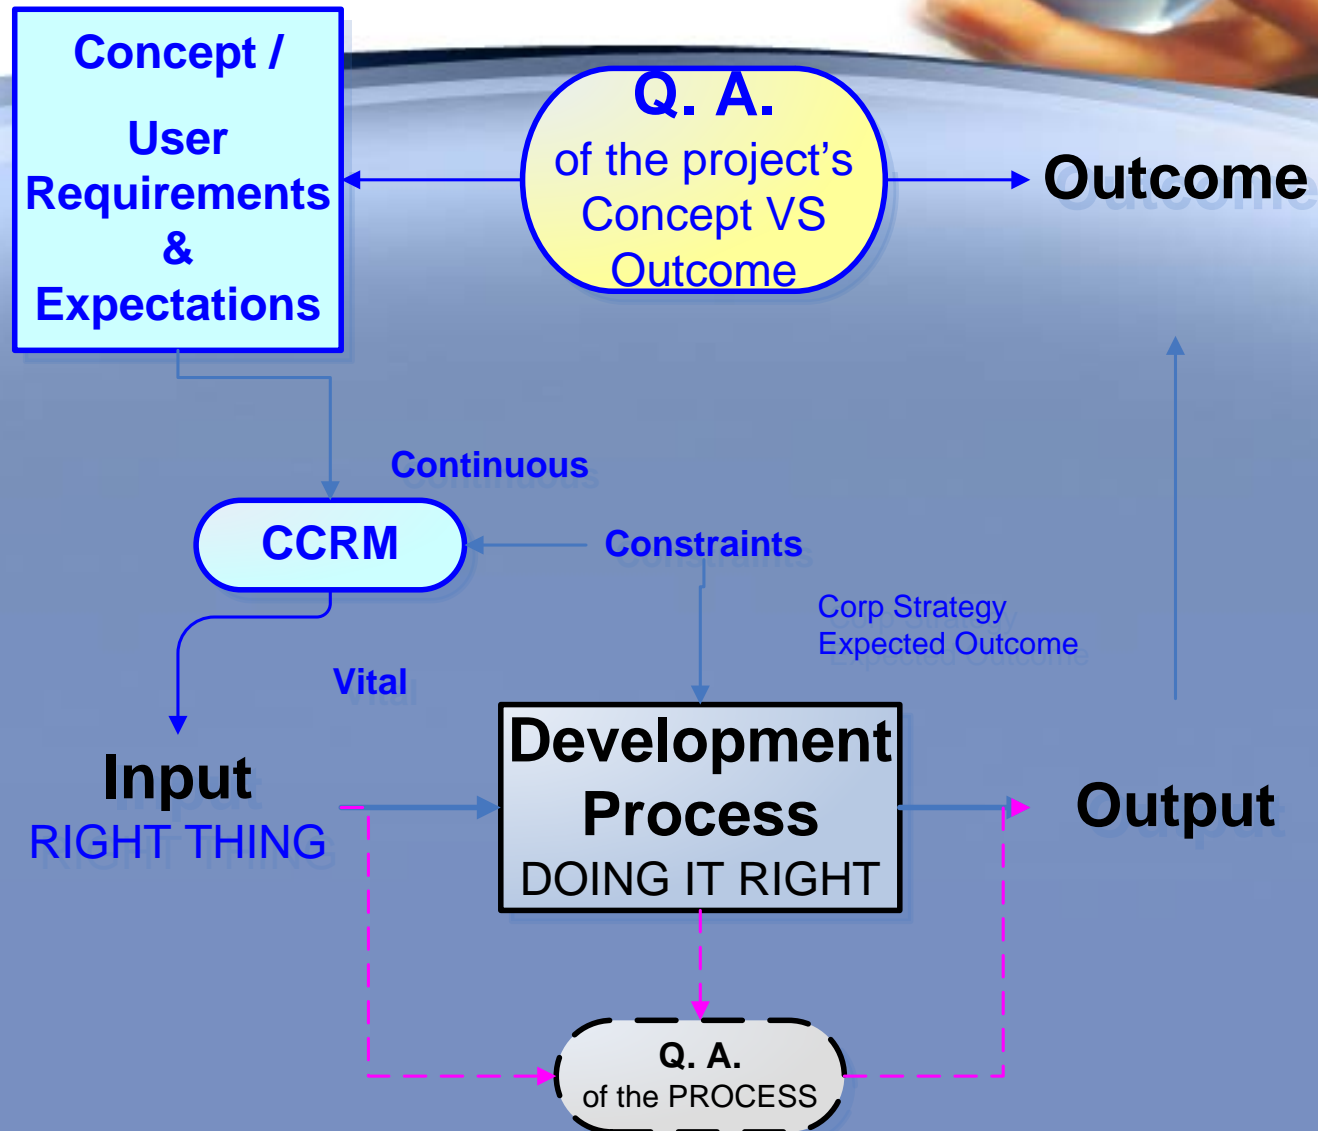 Concept /
User
Requirements
&
Expectations
Q. A.
of the project’s
Concept VS
Outcome
Outcome
Continuous
CCRM
Constraints
Corp Strategy
Expected Outcome
Vital
Input
RIGHT THING
Development
Process
DOING IT RIGHT
Output
Q. A.
of the PROCESS